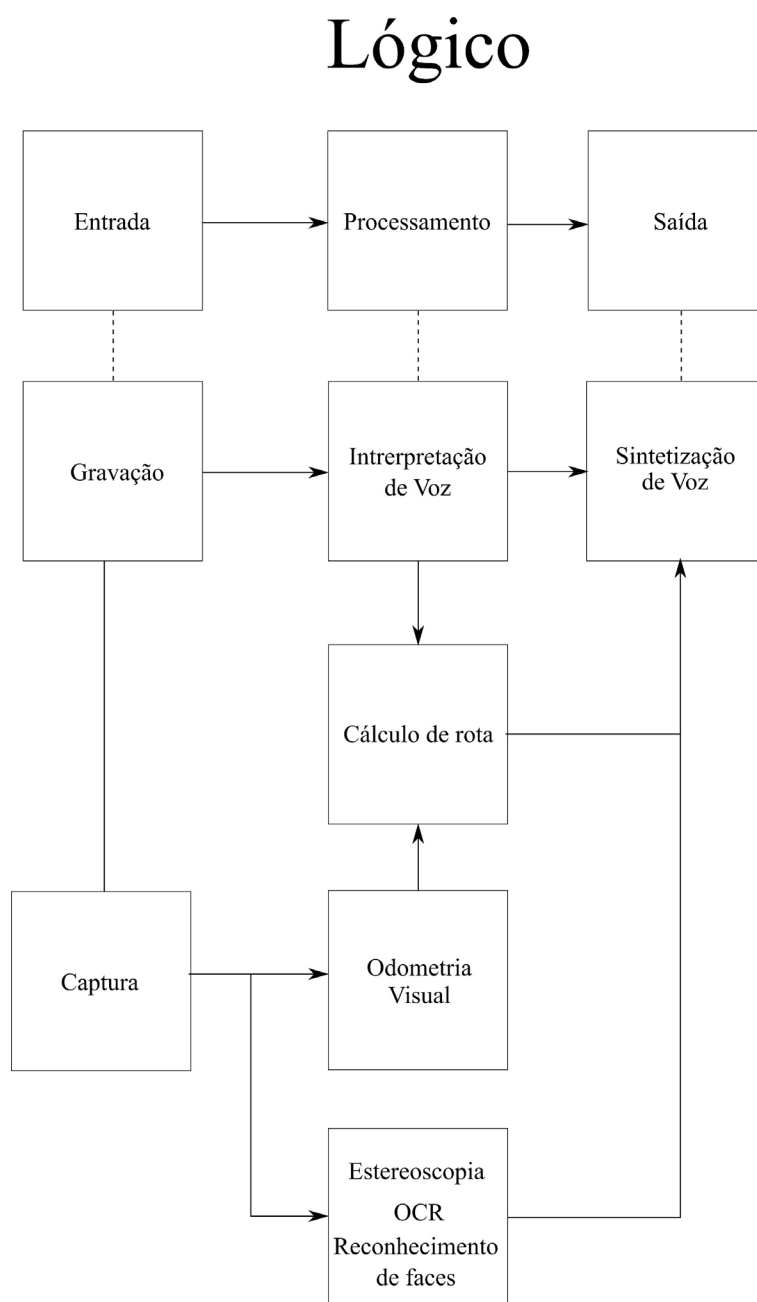 Lógico
Entrada
Processamento
Saída
Gravação
Intrerpretação
de Voz
Sintetização
de Voz
Cálculo de rota
Captura
Odometria
Visual
Estereoscopia
OCR
Reconhecimento
de faces